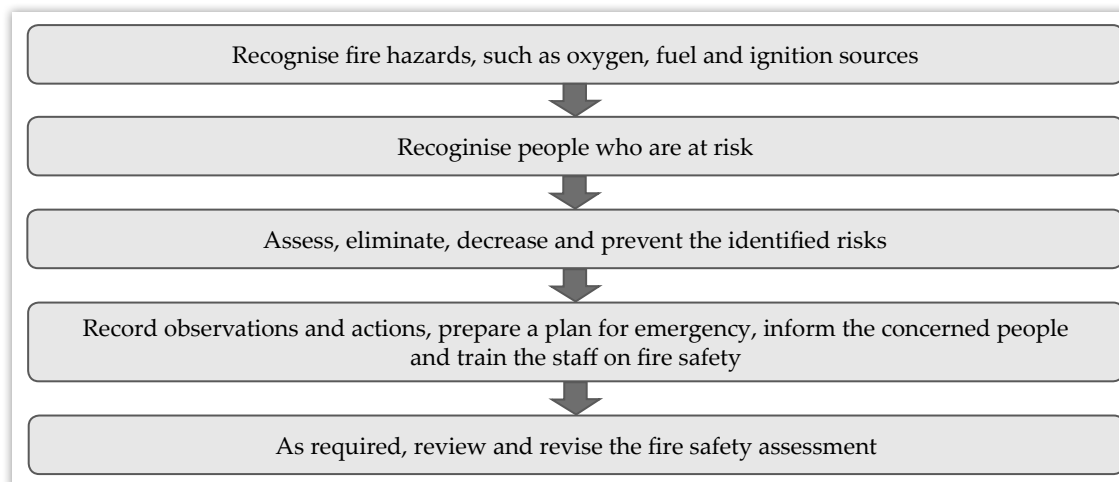 Recognise fire hazards, such as oxygen, fuel and ignition sources
Recoginise people who are at risk
Assess, eliminate, decrease and prevent the identified risks
Record observations and actions, prepare a plan for emergency, inform the concerned people
and train the staff on fire safety
As required, review and revise the fire safety assessment